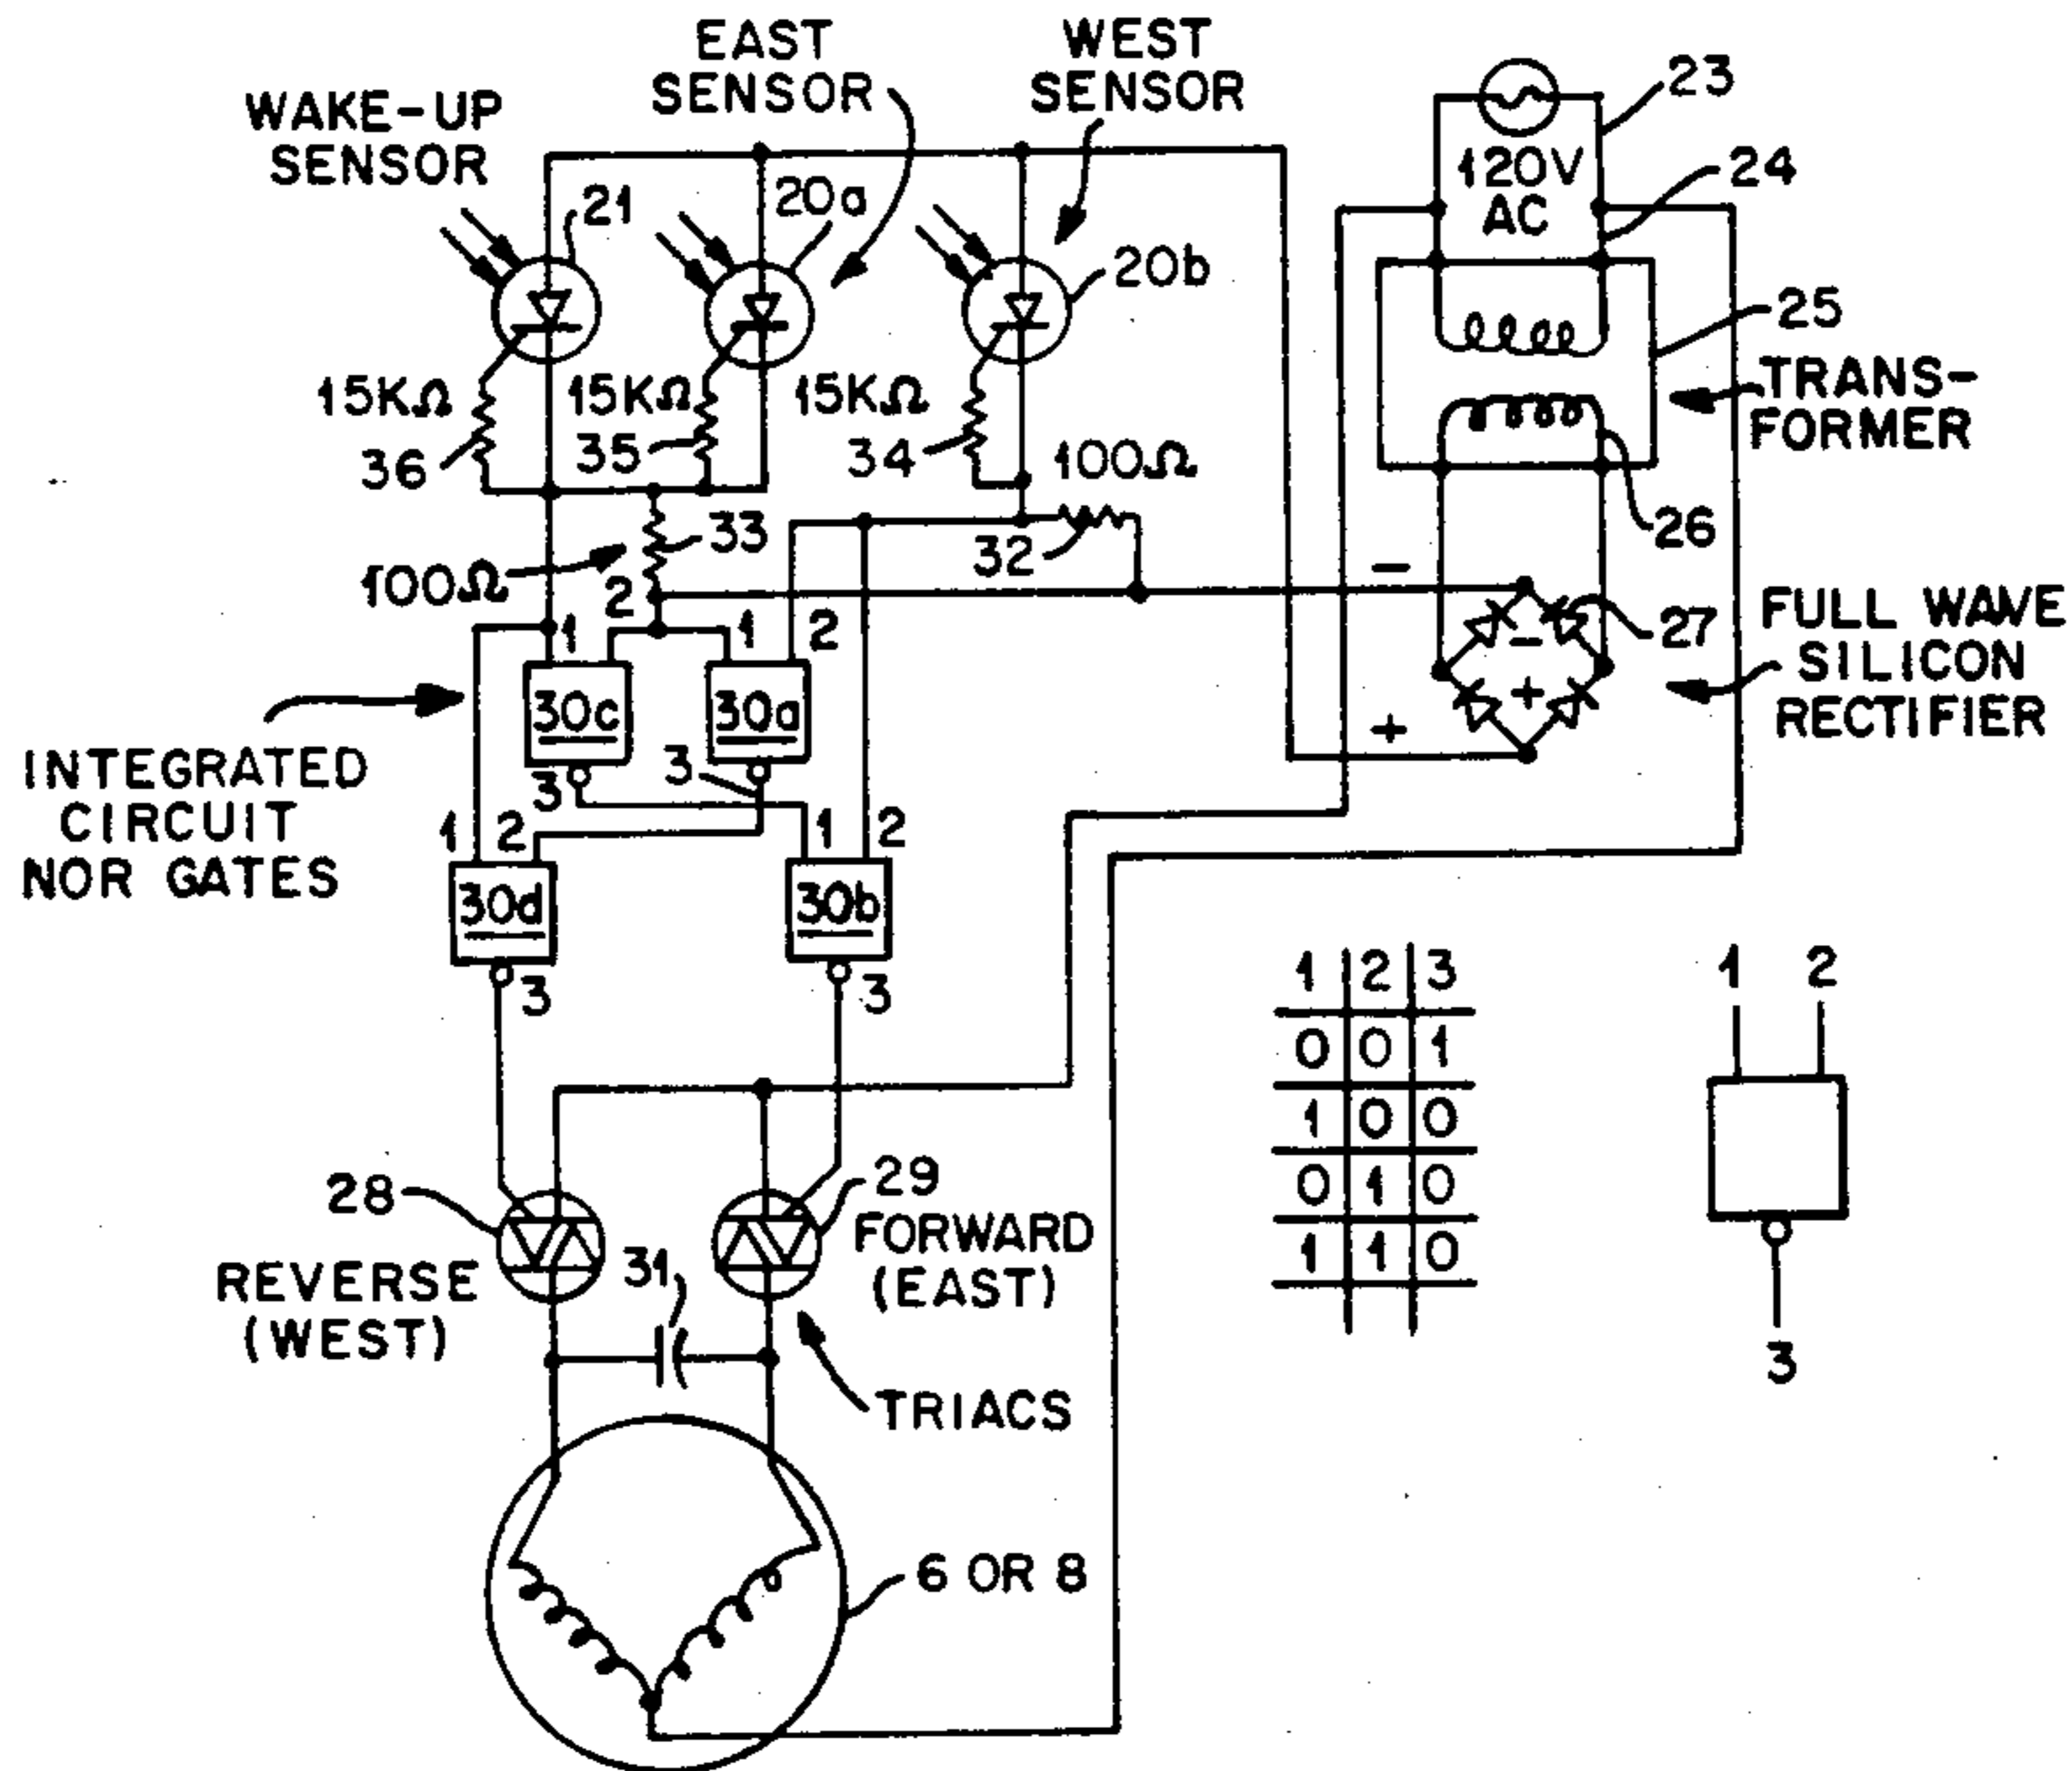 EAST
SENSOR
WEST
SENSOR
WAKE-UP
SENSOR
23
120V
AC
24
21
20a
20b
25
TRANS-
FORMER
15KΩ
15KΩ
15KΩ
36
35
34
100Ω
33
32
26
100Ω
2
-
1
1
2
27
FULL WAVE
SILICON
RECTIFIER
-
+
+
30c
30a
INTEGRATED
CIRCUIT
NOR GATES
3
3
1
2
1
2
30d
30b
3
3
1 2 3
0 0 1
1 0 0
0 1 0
1 1 0
1 2
3
28
29
REVERSE
(WEST)
31
FORWARD
(EAST)
TRIACS
6 OR 8